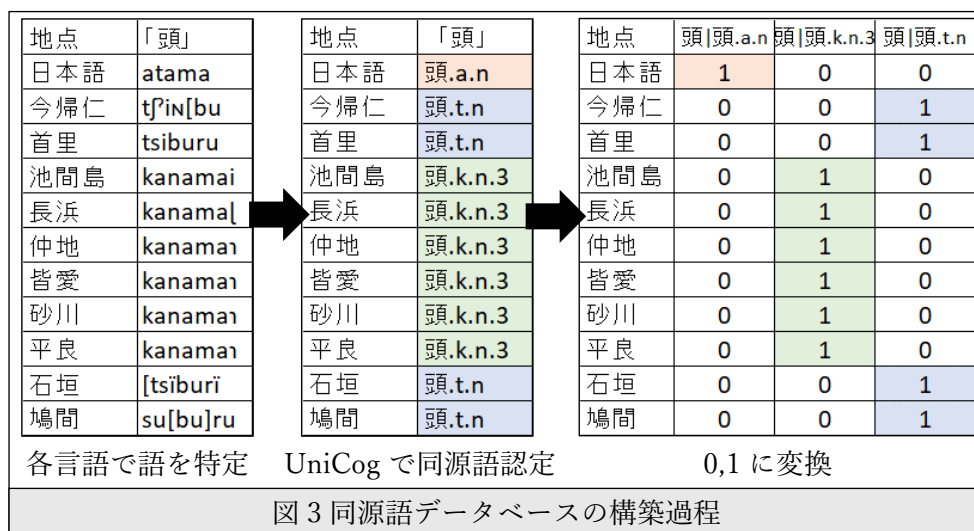 地点 「頭」
日本語 atama
今帰仁 tʃˀiɴ[bu
首里 tsiburu
池間島 kanamai
長浜 kanamaɭ
仲地 kanamaɿ
皆愛 kanamaɿ
砂川 kanamaɿ
平良 kanamaɿ
石垣 [tsïburï
鳩間 su[bu]ru
各言語で語を特定
地点 「頭」
日本語 頭.a.n
今帰仁 頭.t.n
首里 頭.t.n
池間島 頭.k.n.3
長浜 頭.k.n.3
仲地 頭.k.n.3
皆愛 頭.k.n.3
砂川 頭.k.n.3
平良 頭.k.n.3
石垣 頭.t.n
鳩間 頭.t.n
UniCog で同源語認定
地点 頭|頭.a.n 頭|頭.k.n.3 頭|頭.t.n
日本語 1 0 0
今帰仁 0 0 1
首里 0 0 1
池間島 0 1 0
長浜 0 1 0
仲地 0 1 0
皆愛 0 1 0
砂川 0 1 0
平良 0 1 0
石垣 0 0 1
鳩間 0 0 1
0,1 に変換
図 3 同源語データベースの構築過程